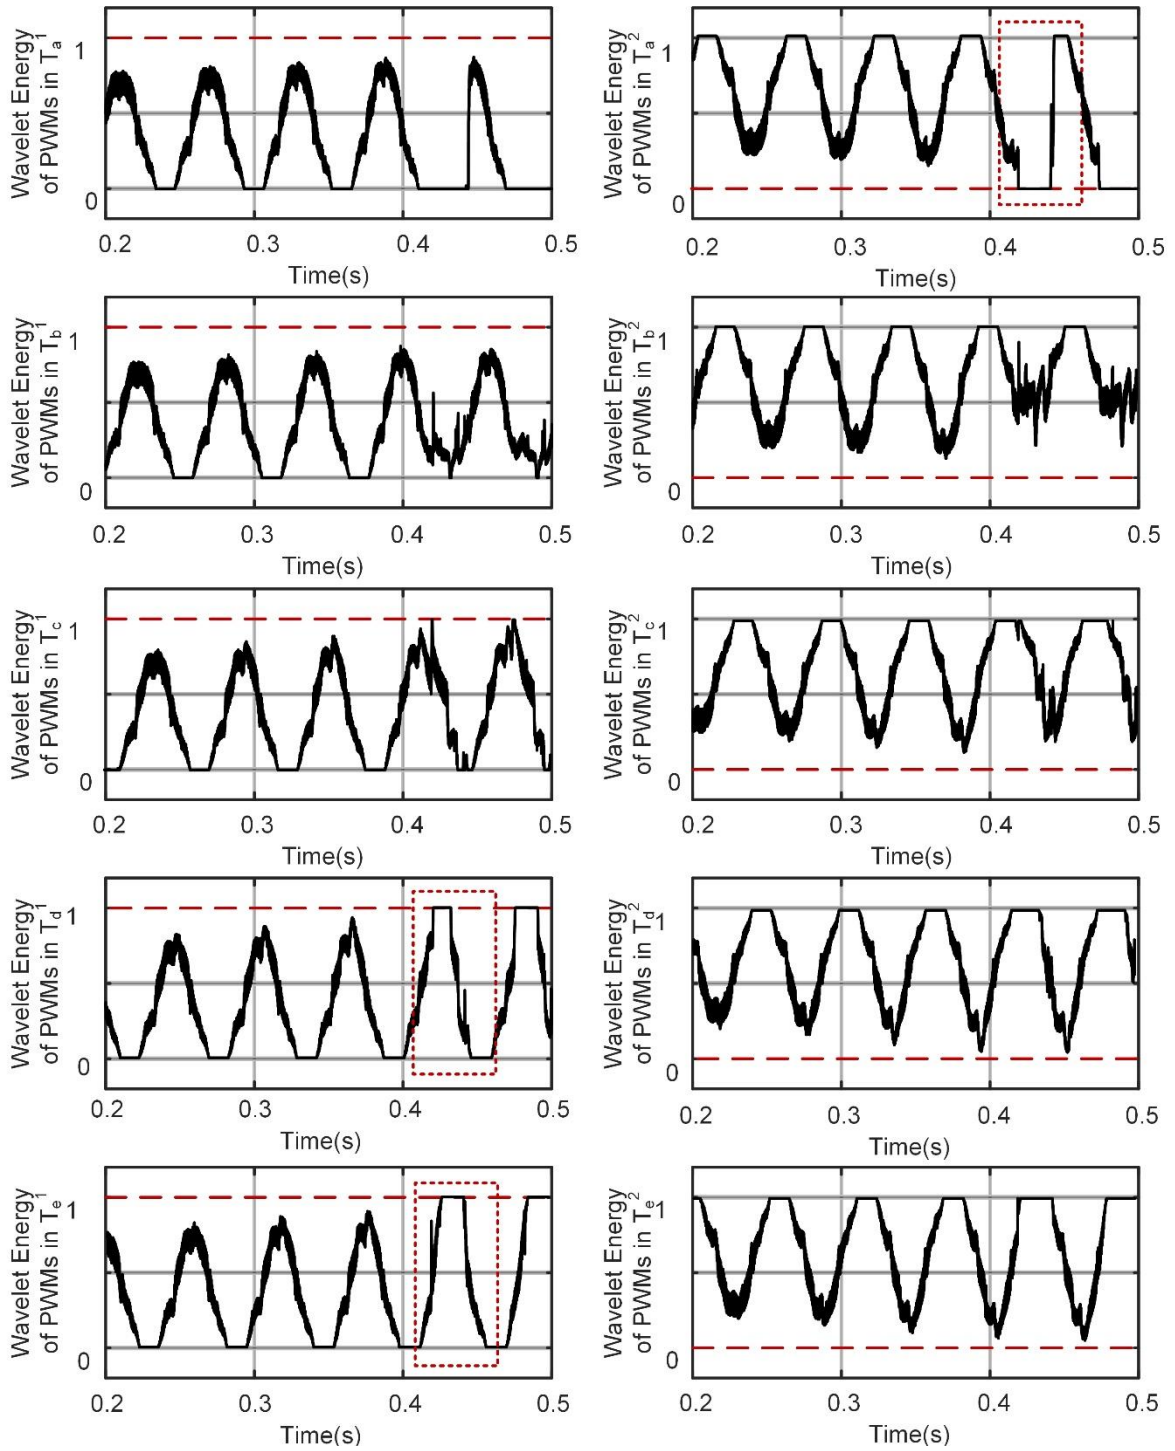 Wavelet Energy
of PWMs in T_a^1
1
0
0.2 0.3 0.4 0.5
Time(s)
Wavelet Energy
of PWMs in T_a^2
1
0
0.2 0.3 0.4 0.5
Time(s)
Wavelet Energy
of PWMs in T_b^1
1
0
0.2 0.3 0.4 0.5
Time(s)
Wavelet Energy
of PWMs in T_b^2
1
0
0.2 0.3 0.4 0.5
Time(s)
Wavelet Energy
of PWMs in T_c^1
1
0
0.2 0.3 0.4 0.5
Time(s)
Wavelet Energy
of PWMs in T_c^2
1
0
0.2 0.3 0.4 0.5
Time(s)
Wavelet Energy
of PWMs in T_d^1
1
0
0.2 0.3 0.4 0.5
Time(s)
Wavelet Energy
of PWMs in T_d^2
1
0
0.2 0.3 0.4 0.5
Time(s)
Wavelet Energy
of PWMs in T_e^1
1
0
0.2 0.3 0.4 0.5
Time(s)
Wavelet Energy
of PWMs in T_e^2
1
0
0.2 0.3 0.4 0.5
Time(s)